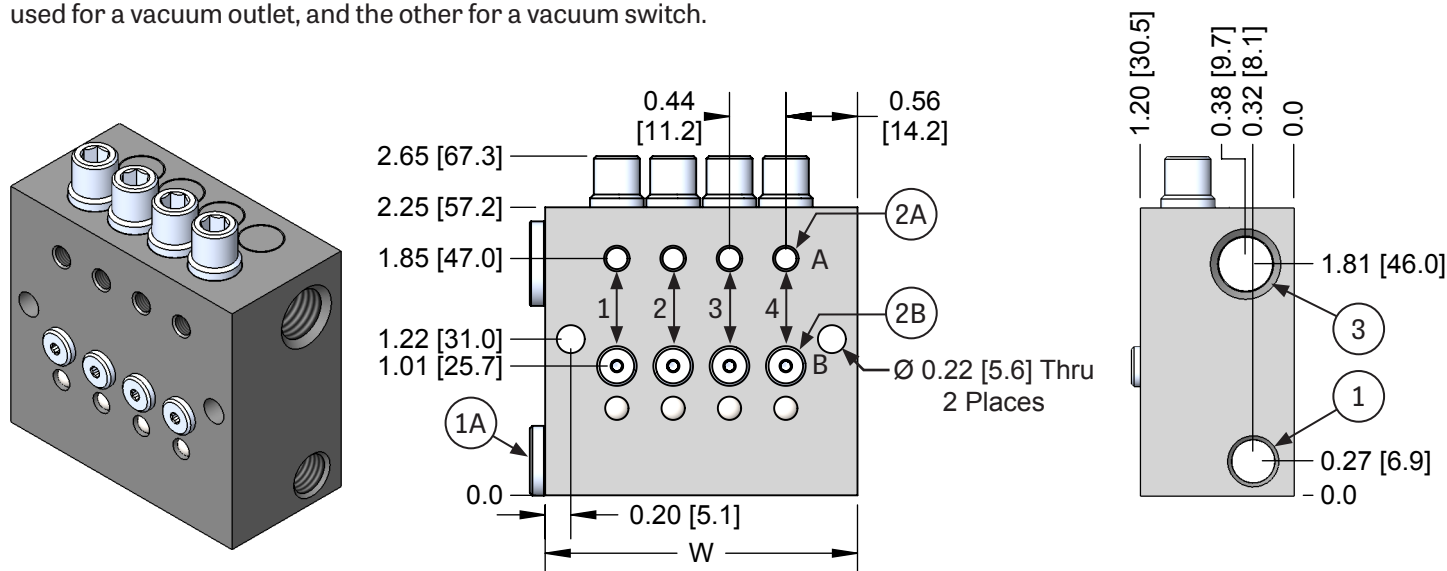 used for a vacuum outlet, and the other for a vacuum switch.
0.44
[11.2]
0.56
[14.2]
2.65 [67.3]
2.25 [57.2]
1.85 [47.0]
1.22 [31.0]
1.01 [25.7]
0.0
2A
A
1 2 3 4
2B
B
Ø 0.22 [5.6] Thru
2 Places
1A
0.20 [5.1]
W
1.20 [30.5]
0.38 [9.7]
0.32 [8.1]
0.0
1.81 [46.0]
3
1
0.27 [6.9]
0.0